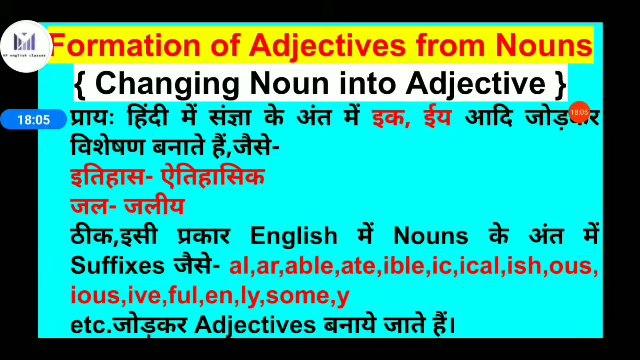 Formation of Adjectives from Nouns
{ Changing Noun into Adjective }
प्रायः हिंदी में संज्ञा के अंत में इक, ईय आदि जोड़कर
18:05
18:05
विशेषण बनाते हैं,जैसे-
इतिहास- ऐतिहासिक
जल- जलीय
ठीक,इसी प्रकार English में Nouns के अंत में
Suffixes जैसे- al,ar,able,ate,ible,ic,ical,ish,ous,
ious,ive,ful,en,ly,some,y
etc.जोड़कर Adjectives बनाये जाते हैं।